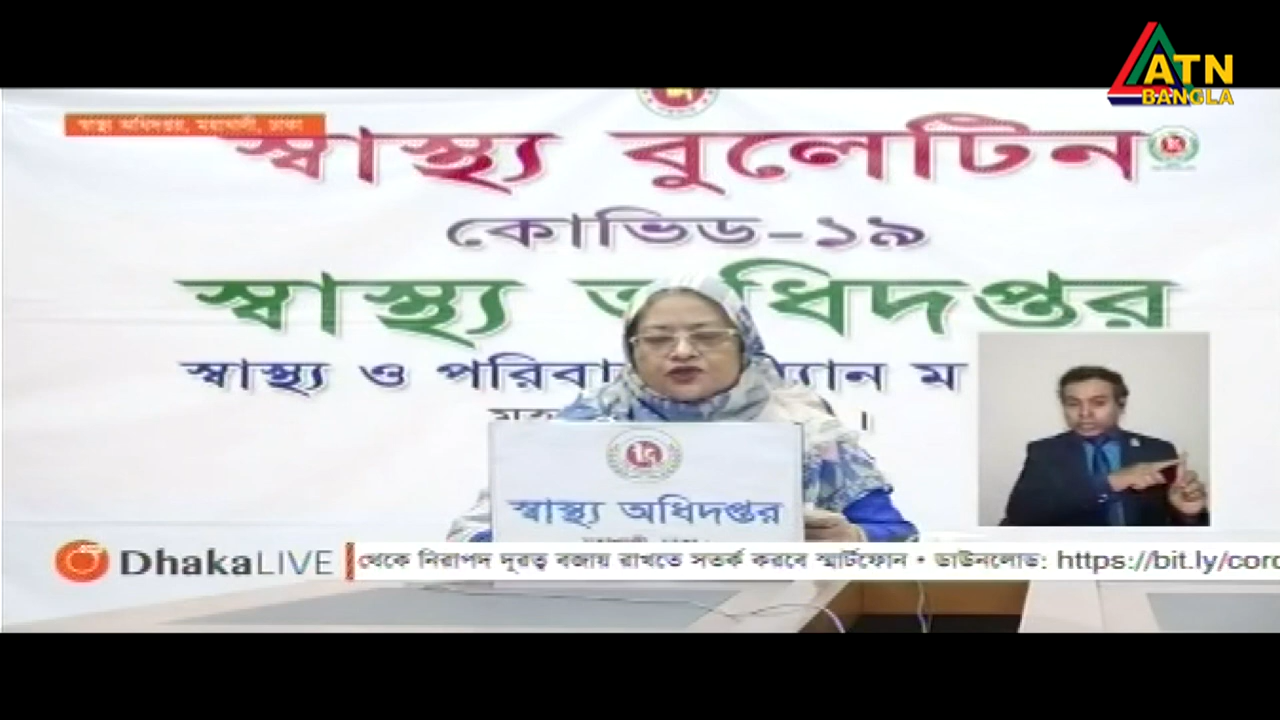 ATN
BANGLA
স্বাস্থ্য অধিদপ্তর, মহাখালী, ঢাকা
স্বাস্থ্য বুলেটিন
কোভিড-১৯
স্বাস্থ্য অধিদপ্তর
স্বাস্থ্য ও
স্বাস্থ্য অধিদপ্তর
DhakaLIVE থেকে নিরাপদ দূরত্ব বজায় রাখতে সতর্ক করবে স্মার্টফোন • ডাউনলোড: https://bit.ly/coro